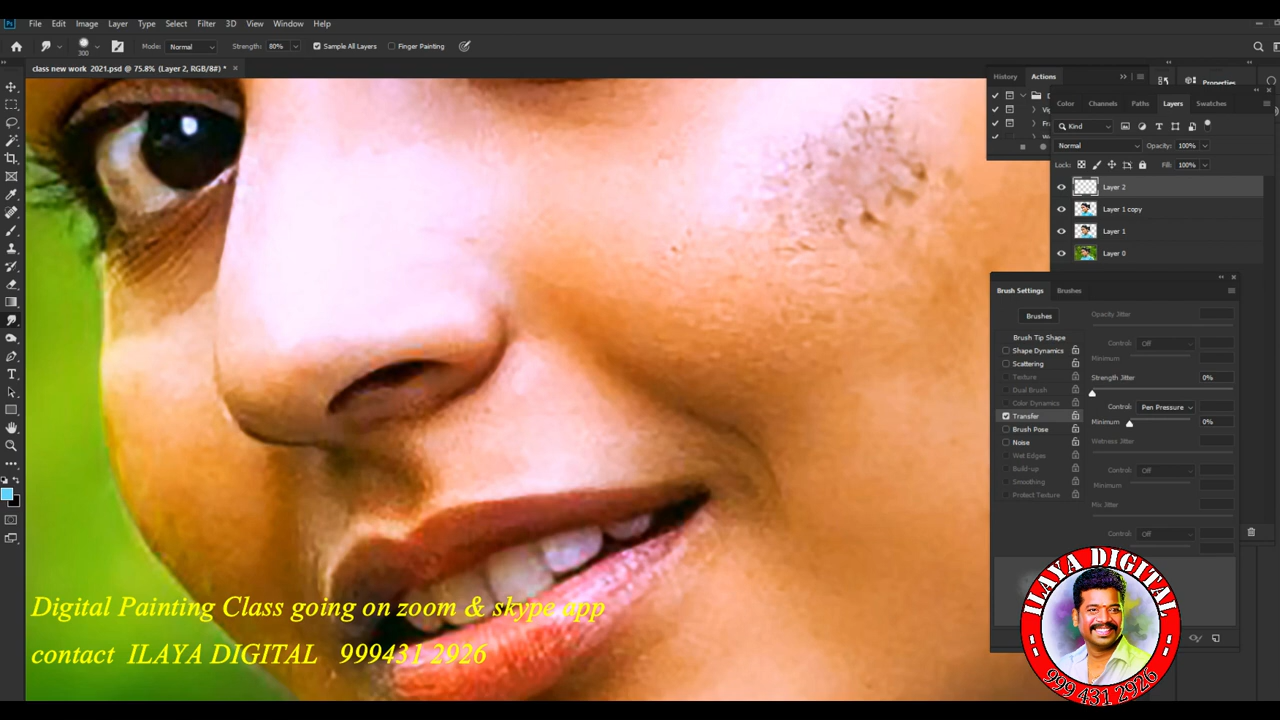 File Edit Image Layer Type Select Filter 3D View Window Help
300 Mode: Normal Strength: 80% Sample All Layers Finger Painting
class new work 2021.psd @ 75.8% (Layer 2, RGB/8#) * ×
History Actions
Properties
Color Channels Paths Layers Swatches
Kind
Normal Opacity: 100%
Lock: Fill: 100%
Layer 2
Layer 1 copy
Layer 1
Layer 0
Brush Settings Brushes
Brushes
Brush Tip Shape
Shape Dynamics
Scattering
Texture
Dual Brush
Color Dynamics
Transfer
Brush Pose
Noise
Wet Edges
Build-up
Smoothing
Protect Texture
Opacity Jitter
Control: Off
Minimum
Strength Jitter 0%
Control: Pen Pressure
Minimum 0%
Wetness Jitter
Control: Off
Minimum
Mix Jitter
Control: Off
Digital Painting Class going on zoom & skype app
contact ILAYA DIGITAL 999431 2926
ILAYA DIGITAL
999 431 2926